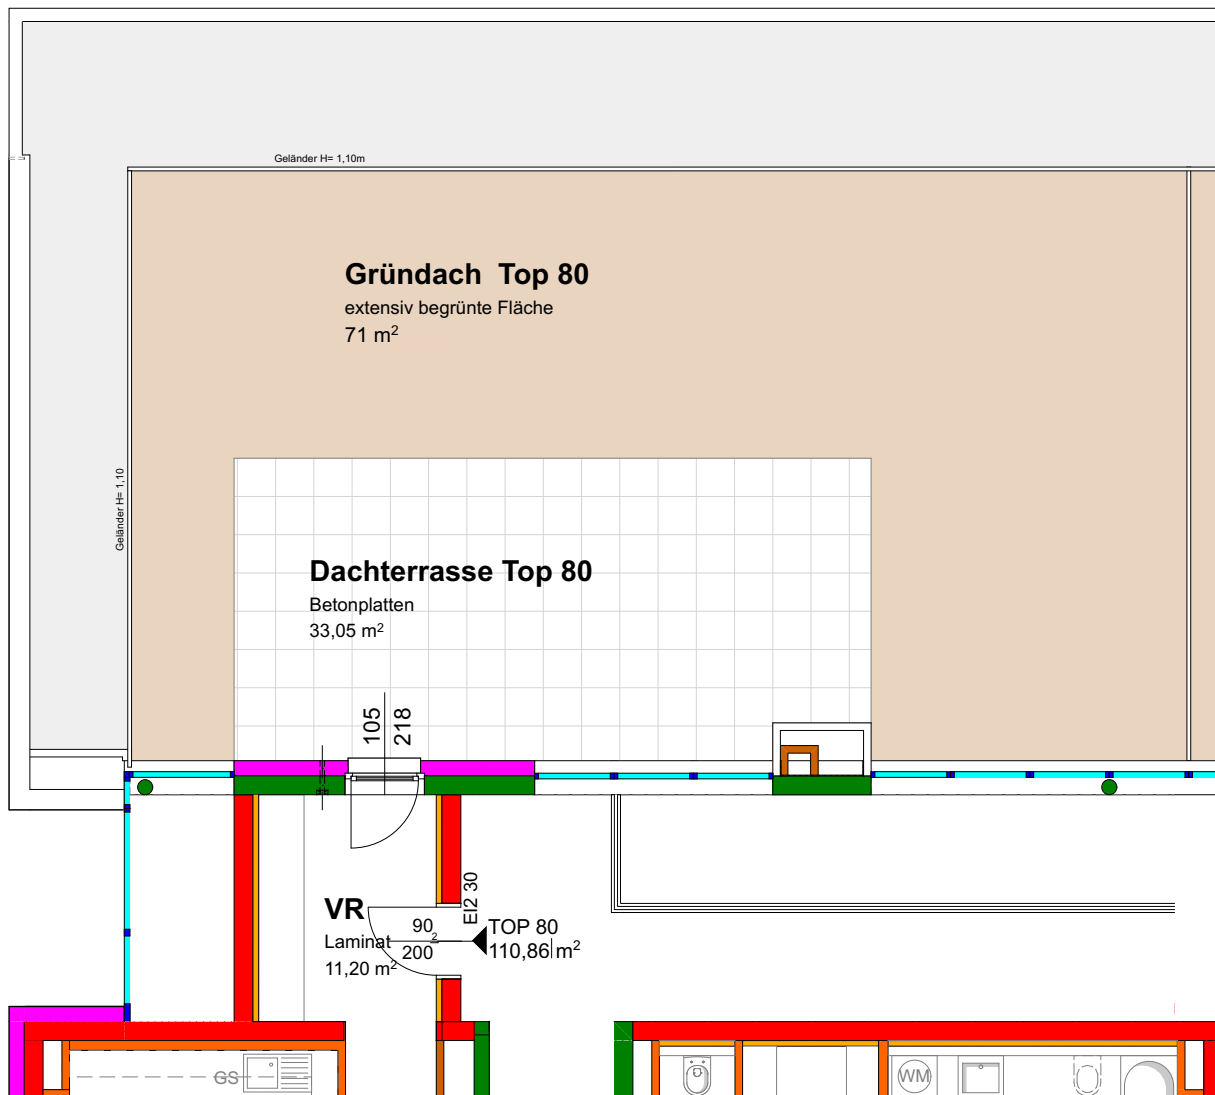 Geländer H= 1,10m
Gründach  Top 80
extensiv begrünte Fläche
71 m²
Geländer H= 1,10
Dachterrasse Top 80
Betonplatten
33,05 m²
105
218
VR
Laminat
11,20 m²
90
2
200
EI2 30
TOP 80
110,86 m²
GS
WM